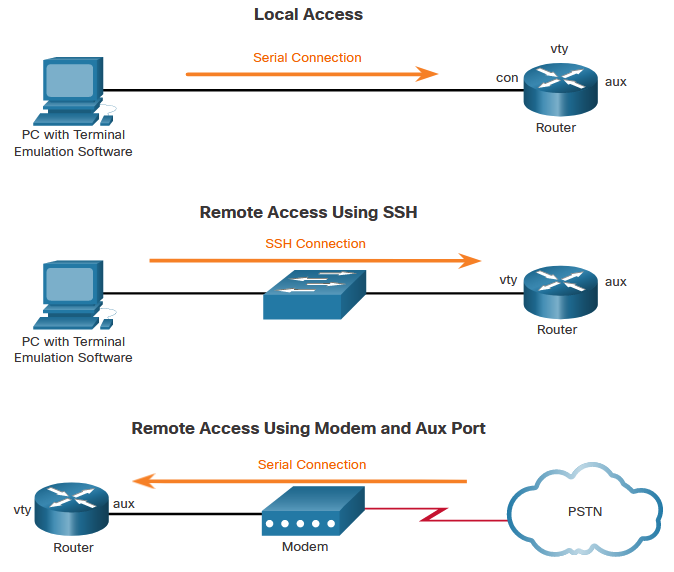 Local Access
Serial Connection
vty
con
aux
Router
PC with Terminal
Emulation Software
Remote Access Using SSH
SSH Connection
vty
aux
Router
PC with Terminal
Emulation Software
Remote Access Using Modem and Aux Port
Serial Connection
vty
aux
PSTN
Router
Modem